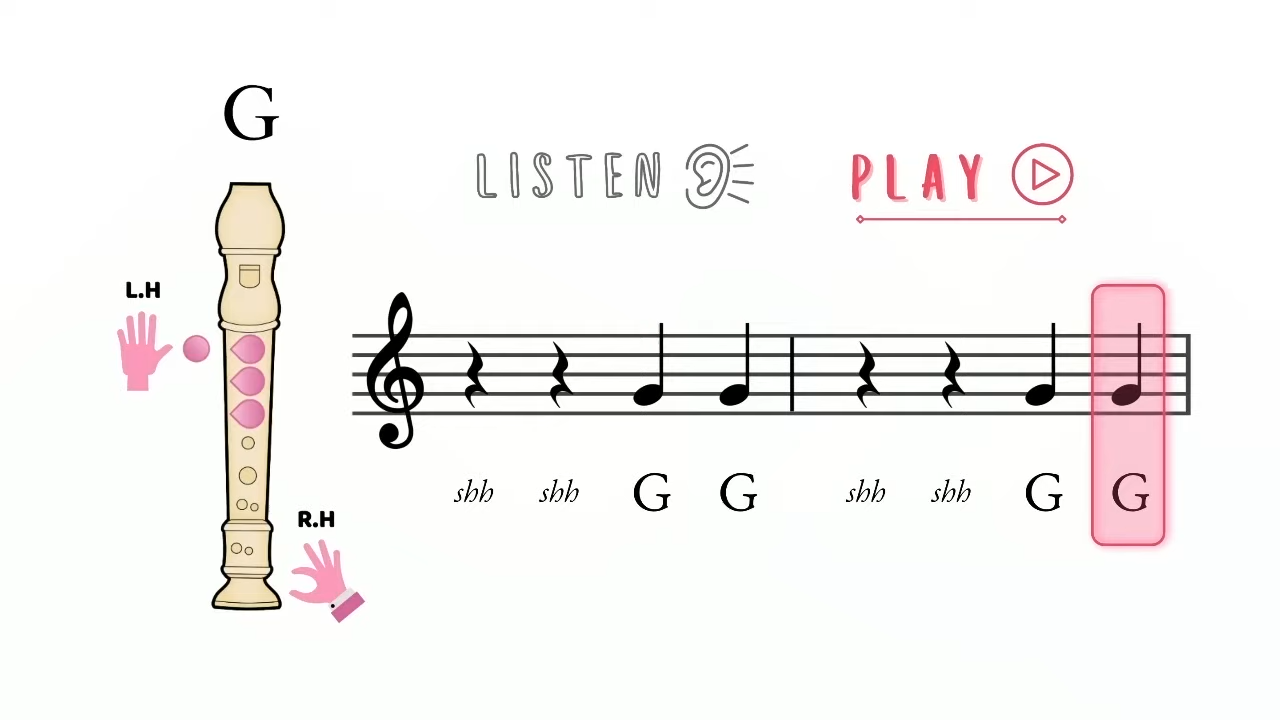 G
LISTEN
PLAY
L.H
shh shh G G shh shh G G
R.H